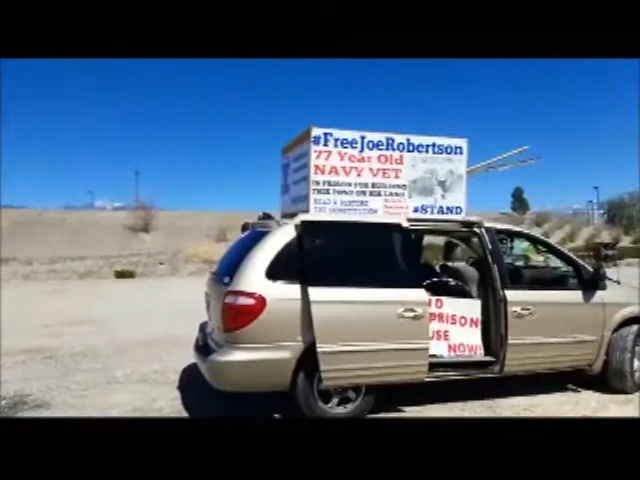 #FreeJoeRobertson
77 Year Old
NAVY VET
IN PRISON FOR BUILDING
THIS POND ON HIS LAND
READ & RESTORE
THE CONSTITUTION
#STAND
PRISON
USE
NOW!